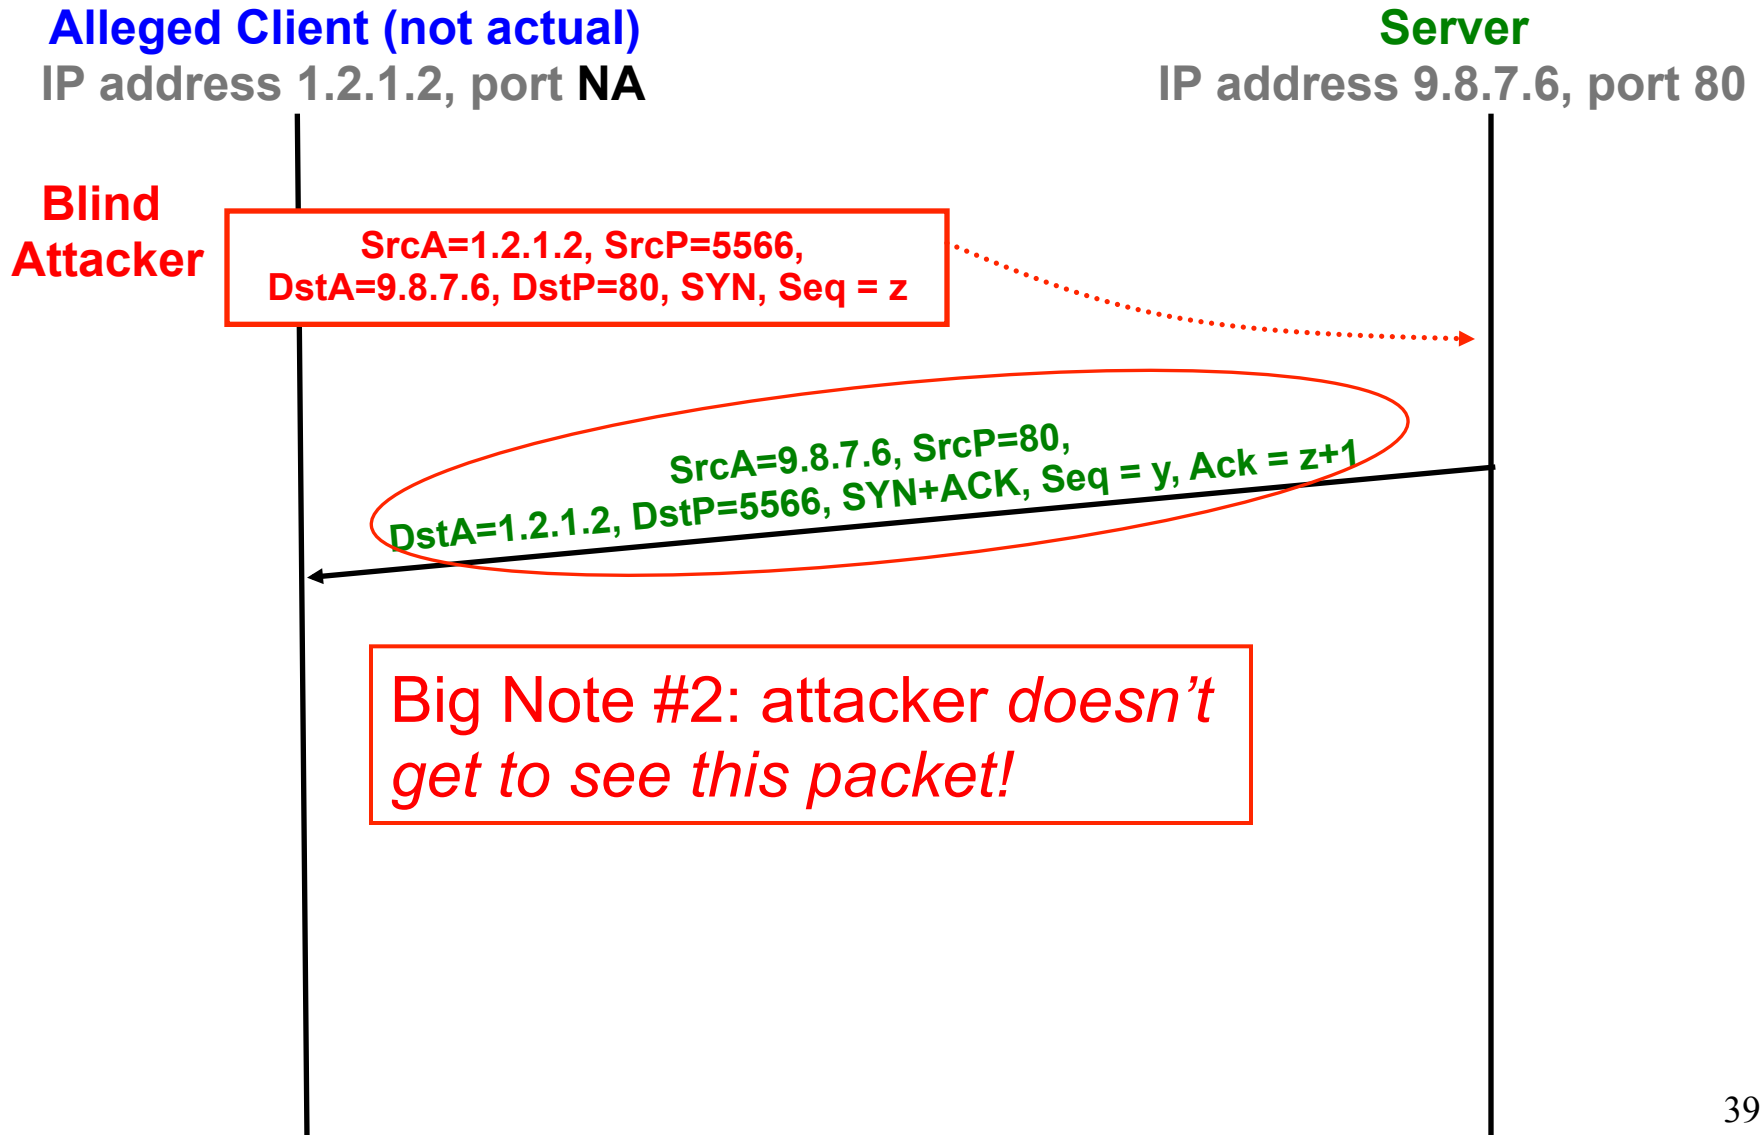 Alleged Client (not actual)
IP address 1.2.1.2, port NA
Server
IP address 9.8.7.6, port 80
Blind
Attacker
SrcA=1.2.1.2, SrcP=5566,
DstA=9.8.7.6, DstP=80, SYN, Seq = z
SrcA=9.8.7.6, SrcP=80,
DstA=1.2.1.2, DstP=5566, SYN+ACK, Seq = y, Ack = z+1
Big Note #2: attacker doesn’t
get to see this packet!
39